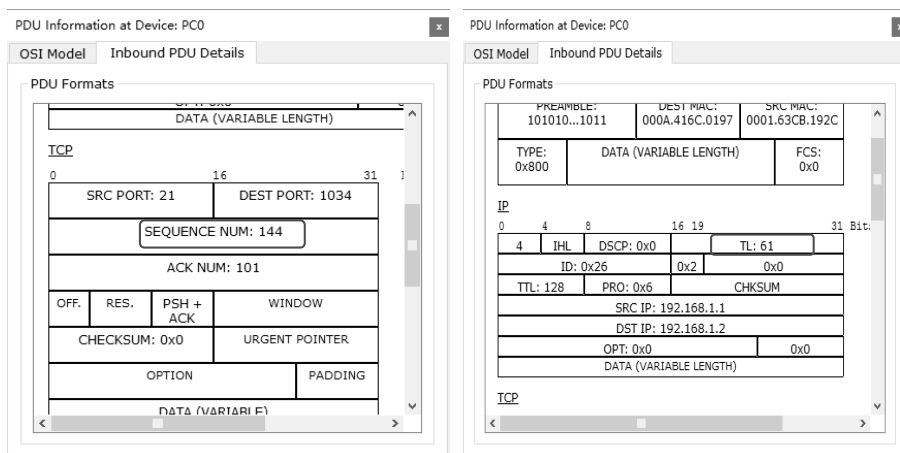 PDU Information at Device: PC0
x
OSI Model Inbound PDU Details
PDU Formats
DATA (VARIABLE LENGTH)
TCP
0 16 31
SRC PORT: 21 DEST PORT: 1034
SEQUENCE NUM: 144
ACK NUM: 101
OFF. RES. PSH + ACK WINDOW
CHECKSUM: 0x0 URGENT POINTER
OPTION PADDING
DATA (VARIABLE)
PDU Information at Device: PC0
x
OSI Model Inbound PDU Details
PDU Formats
PREAMBLE: DEST MAC: SRC MAC:
101010...1011 000A.416C.0197 0001.63CB.192C
TYPE: DATA (VARIABLE LENGTH) FCS:
0x800 0x0
IP
0 4 8 16 19 31 Bits
4 IHL DSCP: 0x0 TL: 61
ID: 0x26 0x2 0x0
TTL: 128 PRO: 0x6 CHKSUM
SRC IP: 192.168.1.1
DST IP: 192.168.1.2
OPT: 0x0 0x0
DATA (VARIABLE LENGTH)
TCP